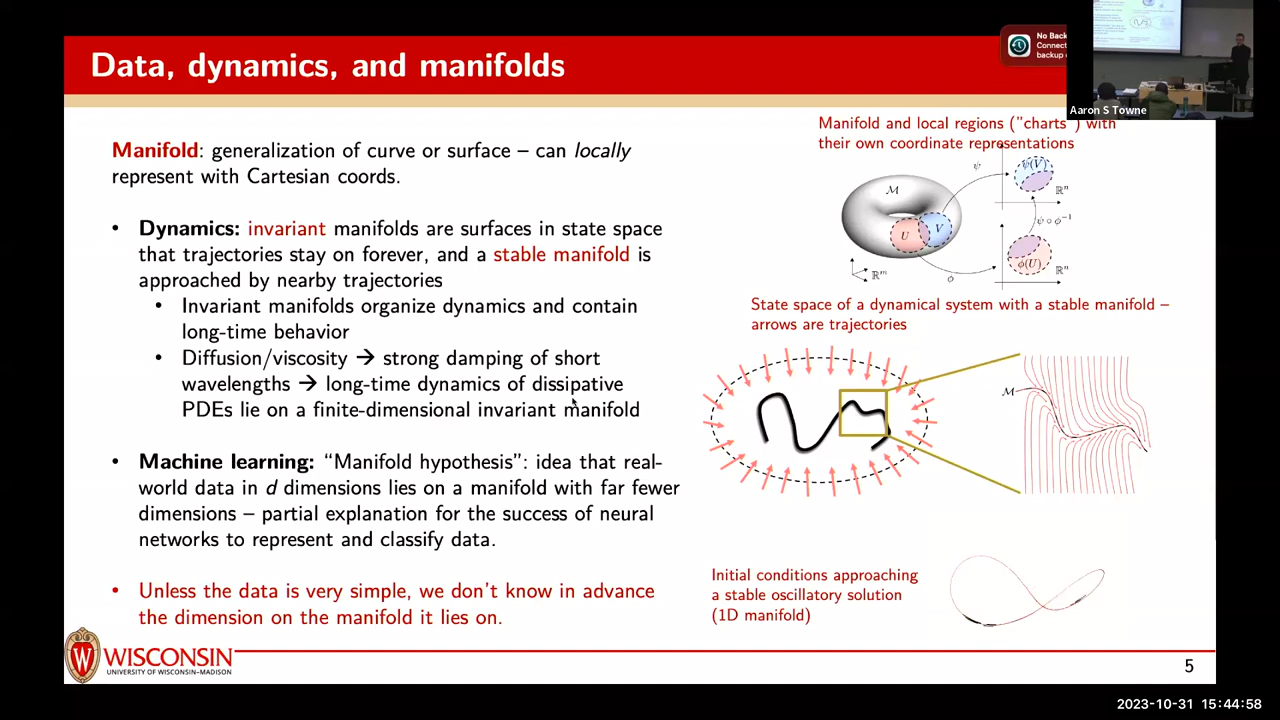 Data, dynamics, and manifolds
No Back
Connec
backup
Aaron S Towne
Manifold: generalization of curve or surface – can locally
represent with Cartesian coords.
• Dynamics: invariant manifolds are surfaces in state space
that trajectories stay on forever, and a stable manifold is
approached by nearby trajectories
• Invariant manifolds organize dynamics and contain
long-time behavior
• Diffusion/viscosity → strong damping of short
wavelengths → long-time dynamics of dissipative
PDEs lie on a finite-dimensional invariant manifold
• Machine learning: “Manifold hypothesis”: idea that real-
world data in d dimensions lies on a manifold with far fewer
dimensions – partial explanation for the success of neural
networks to represent and classify data.
• Unless the data is very simple, we don’t know in advance
the dimension on the manifold it lies on.
Manifold and local regions ("charts") with
their own coordinate representations
ψ
ψ(V)
M
ℝⁿ
U
V
ψ ∘ ϕ⁻¹
ϕ(U)
ℝᵐ
ϕ
ℝⁿ
State space of a dynamical system with a stable manifold –
arrows are trajectories
M
Initial conditions approaching
a stable oscillatory solution
(1D manifold)
W
WISCONSIN
UNIVERSITY OF WISCONSIN-MADISON
5
2023-10-31 15:44:58